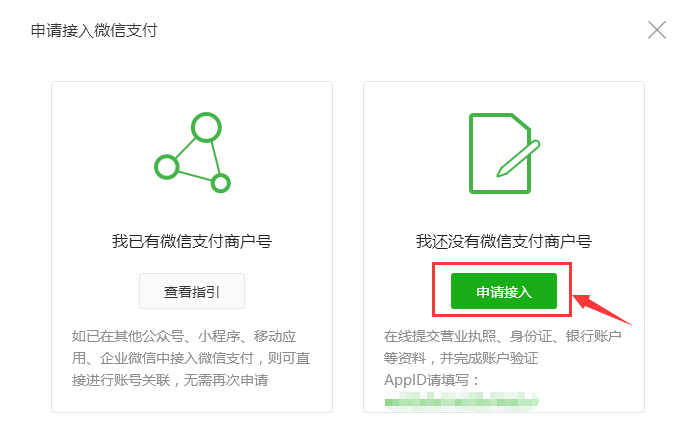 申请接入微信支付
我已有微信支付商户号
查看指引
如已在其他公众号、小程序、移动应
用、企业微信中接入微信支付，则可直
接进行账号关联，无需再次申请
我还没有微信支付商户号
申请接入
在线提交营业执照、身份证、银行账户
等资料，并完成账户验证
AppID请填写：